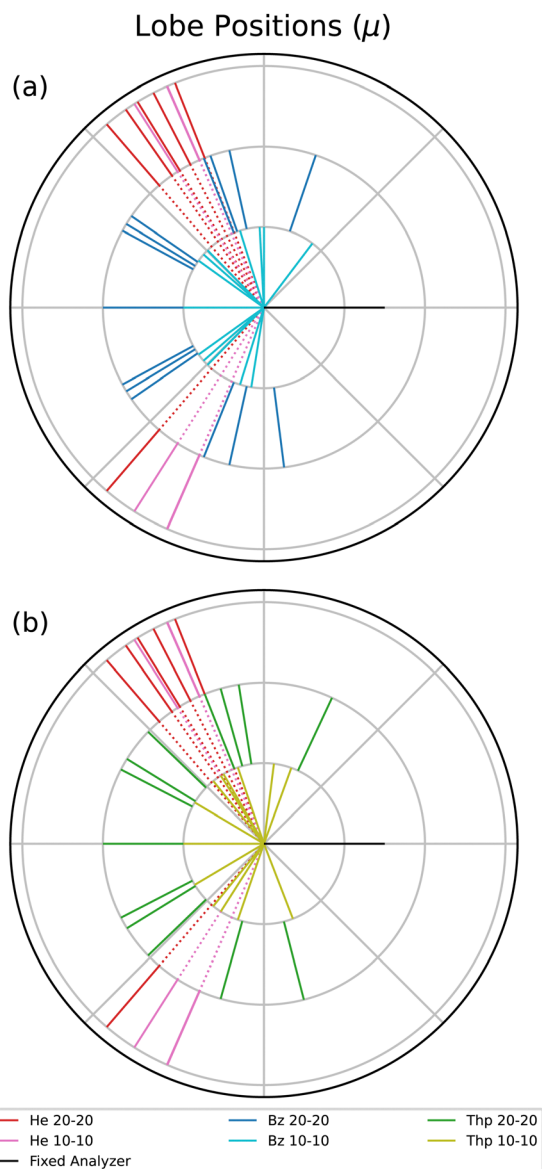 Lobe Positions (μ)
(a)
(b)
He 20-20 Bz 20-20 Thp 20-20
He 10-10 Bz 10-10 Thp 10-10
Fixed Analyzer